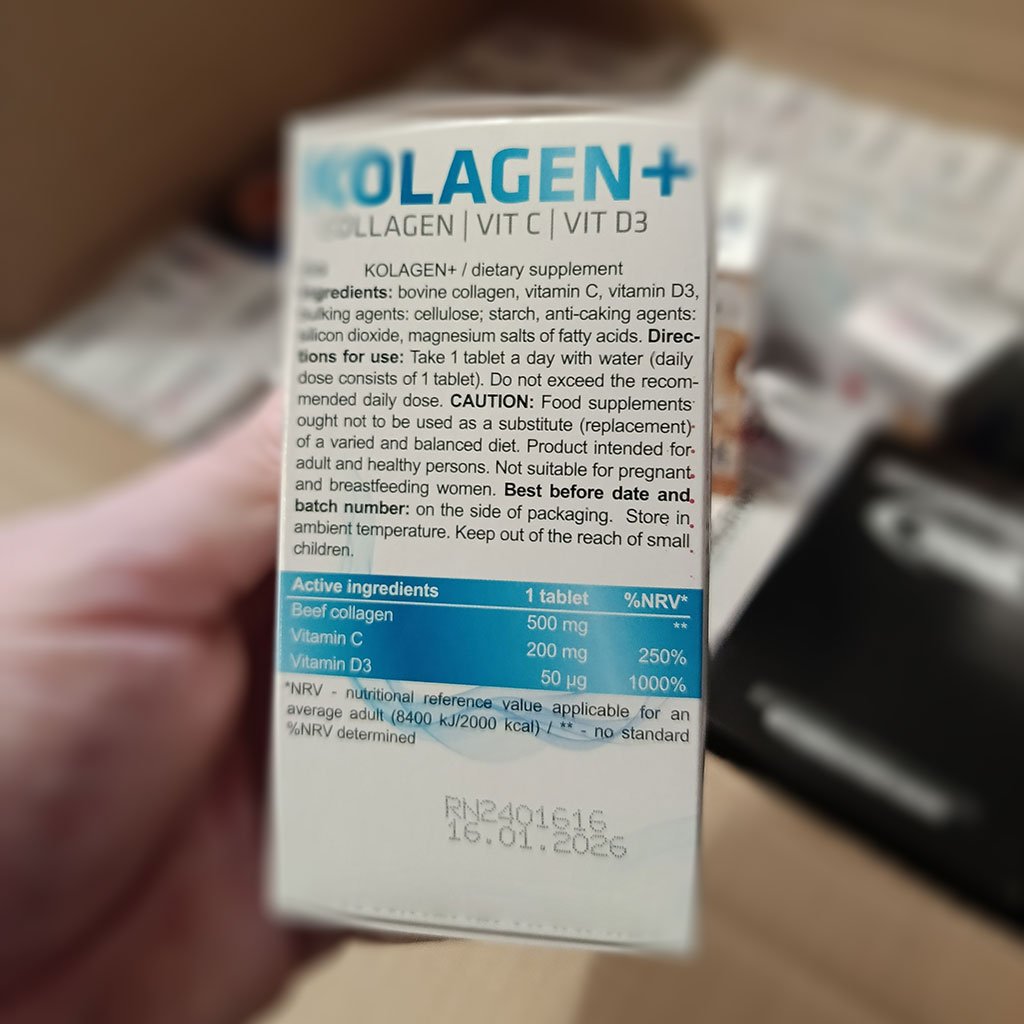 KOLAGEN+
COLLAGEN | VIT C | VIT D3
KOLAGEN+ / dietary supplement
Ingredients: bovine collagen, vitamin C, vitamin D3,
bulking agents: cellulose; starch, anti-caking agents:
silicon dioxide, magnesium salts of fatty acids. Direc-
tions for use: Take 1 tablet a day with water (daily
dose consists of 1 tablet). Do not exceed the recom-
mended daily dose. CAUTION: Food supplements
ought not to be used as a substitute (replacement)
of a varied and balanced diet. Product intended for
adult and healthy persons. Not suitable for pregnant
and breastfeeding women. Best before date and
batch number: on the side of packaging. Store in
ambient temperature. Keep out of the reach of small
children.
Active ingredients 1 tablet %NRV*
Beef collagen 500 mg **
Vitamin C 200 mg 250%
Vitamin D3 50 µg 1000%
*NRV - nutritional reference value applicable for an
average adult (8400 kJ/2000 kcal) / ** - no standard
%NRV determined
RN2401616
16.01.2026